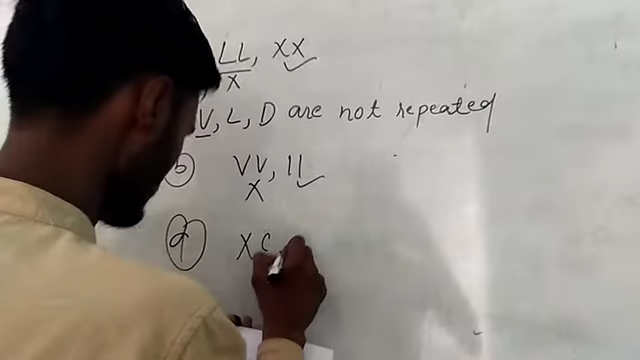 LL, XX ✓
X
V, L, D are not repeated
b) VV, II ✓
X
d) XC